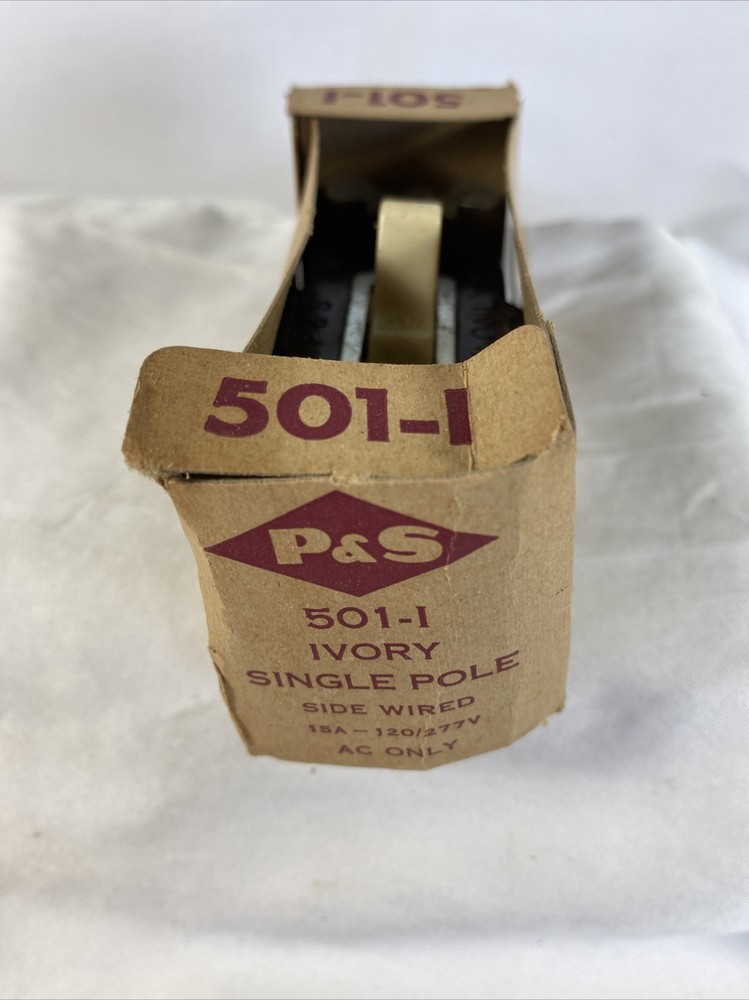 501-I
501-I
P&S
501-I
IVORY
SINGLE POLE
SIDE WIRED
15A-120/277V
AC ONLY